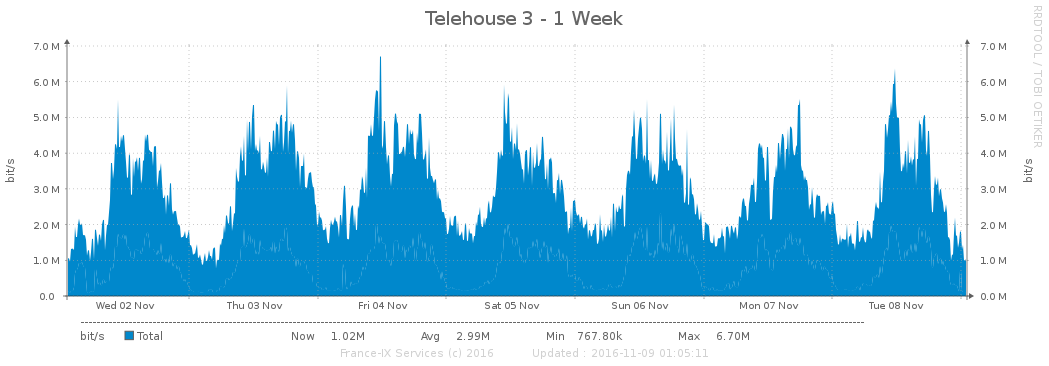 Telehouse 3 - 1 Week
RRDTOOL / TOBI OETIKER
bit/s
bit/s
7.0 M 7.0 M
6.0 M 6.0 M
5.0 M 5.0 M
4.0 M 4.0 M
3.0 M 3.0 M
2.0 M 2.0 M
1.0 M 1.0 M
0.0 0.0 M
Wed 02 Nov Thu 03 Nov Fri 04 Nov Sat 05 Nov Sun 06 Nov Mon 07 Nov Tue 08 Nov
bit/s Total Now 1.02M Avg 2.99M Min 767.80k Max 6.70M
France-IX Services (c) 2016 Updated : 2016-11-09 01:05:11